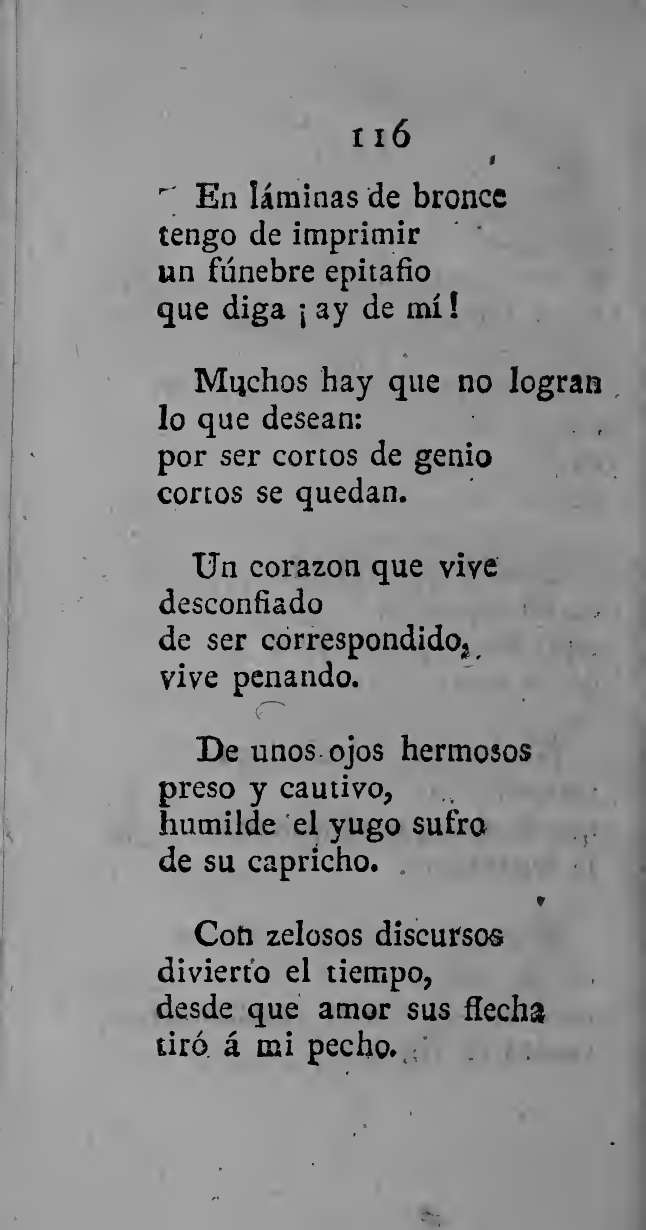 116
En láminas de bronce
tengo de imprimir
un fúnebre epitafio
que diga ¡ ay de mí!
Muchos hay que no logran
lo que desean:
por ser cortos de genio
cortos se quedan.
Un corazon que vive
desconfiado
de ser correspondido,
vive penando.
De unos ojos hermosos
preso y cautivo,
humilde el yugo sufro
de su capricho.
Con zelosos discursos
divierto el tiempo,
desde que amor sus flecha
tiró á mi pecho.